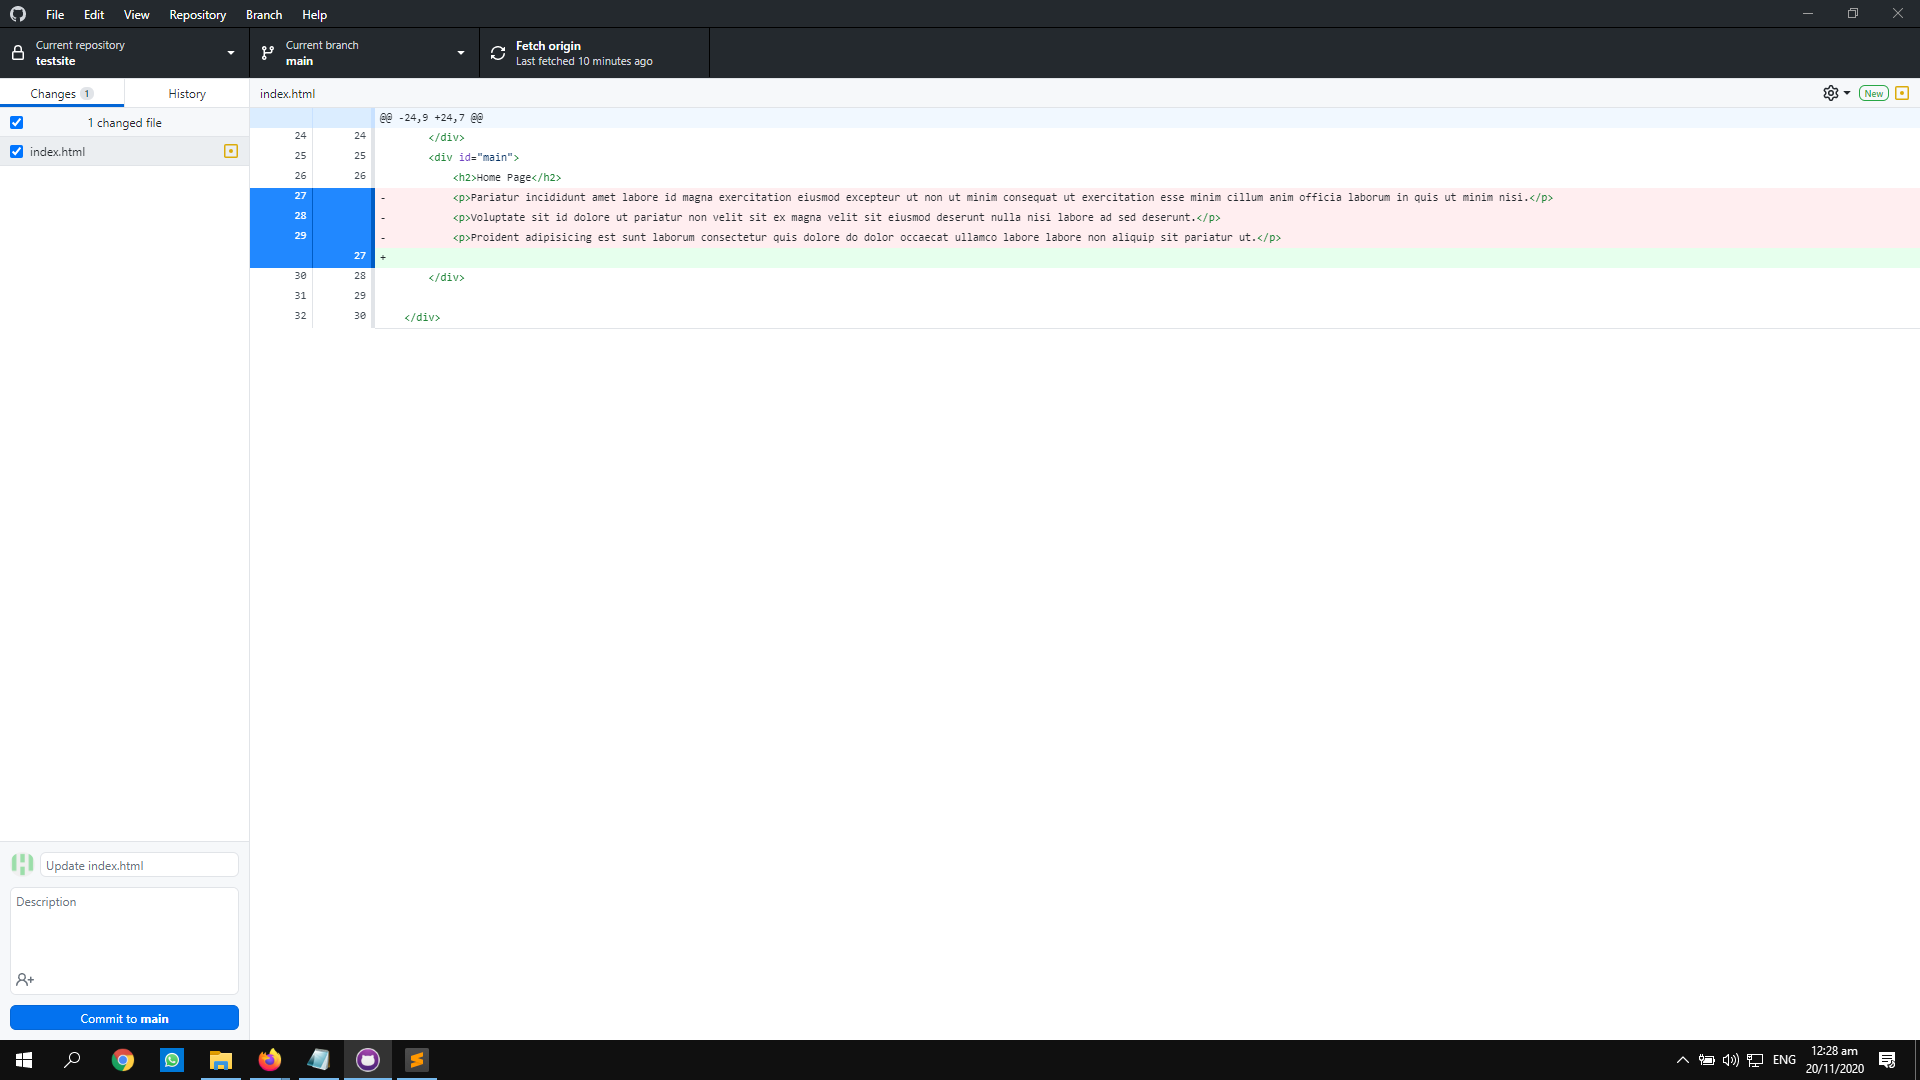 File Edit View Repository Branch Help
Current repository
testsite
Current branch
main
Fetch origin
Last fetched 10 minutes ago
Changes 1
History
index.html
New
1 changed file
index.html
@@ -24,9 +24,7 @@
24 24 </div>
25 25 <div id="main">
26 26 <h2>Home Page</h2>
27 - <p>Pariatur incididunt amet labore id magna exercitation eiusmod excepteur ut non ut minim consequat ut exercitation esse minim cillum anim officia laborum in quis ut minim nisi.</p>
28 - <p>Voluptate sit id dolore ut pariatur non velit sit ex magna velit sit eiusmod deserunt nulla nisi labore ad sed deserunt.</p>
29 - <p>Proident adipisicing est sunt laborum consectetur quis dolore do dolor occaecat ullamco labore labore non aliquip sit pariatur ut.</p>
27 +
30 28 </div>
31 29
32 30 </div>
Update index.html
Description
Commit to main
ENG
12:28 am
20/11/2020